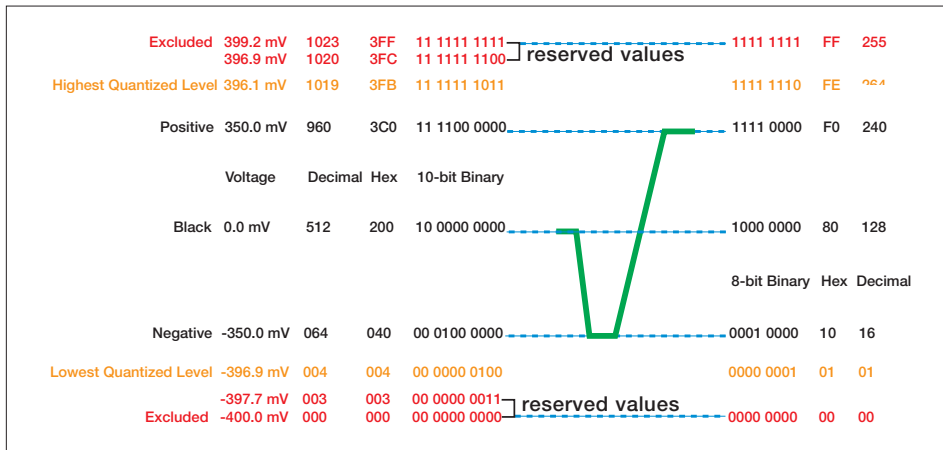 Excluded 399.2 mV 1023 3FF 11 1111 1111 1111 1111 FF 255
396.9 mV 1020 3FC 11 1111 1100 reserved values
Highest Quantized Level 396.1 mV 1019 3FB 11 1111 1011 1111 1110 FE
Positive 350.0 mV 960 3C0 11 1100 0000 1111 0000 F0 240
Voltage Decimal Hex 10-bit Binary
Black 0.0 mV 512 200 10 0000 0000 1000 0000 80 128
8-bit Binary Hex Decimal
Negative -350.0 mV 064 040 00 0100 0000 0001 0000 10 16
Lowest Quantized Level -396.9 mV 004 004 00 0000 0100 0000 0001 01 01
-397.7 mV 003 003 00 0000 0011 reserved values
Excluded -400.0 mV 000 000 00 0000 0000 0000 0000 00 00